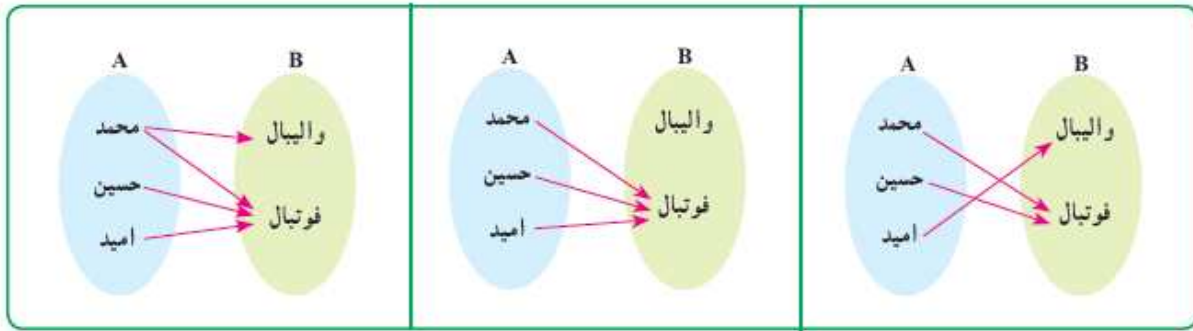 A B
محمد
حسین
امید
والیبال
فوتبال
A B
محمد
حسین
امید
والیبال
فوتبال
A B
محمد
حسین
امید
والیبال
فوتبال